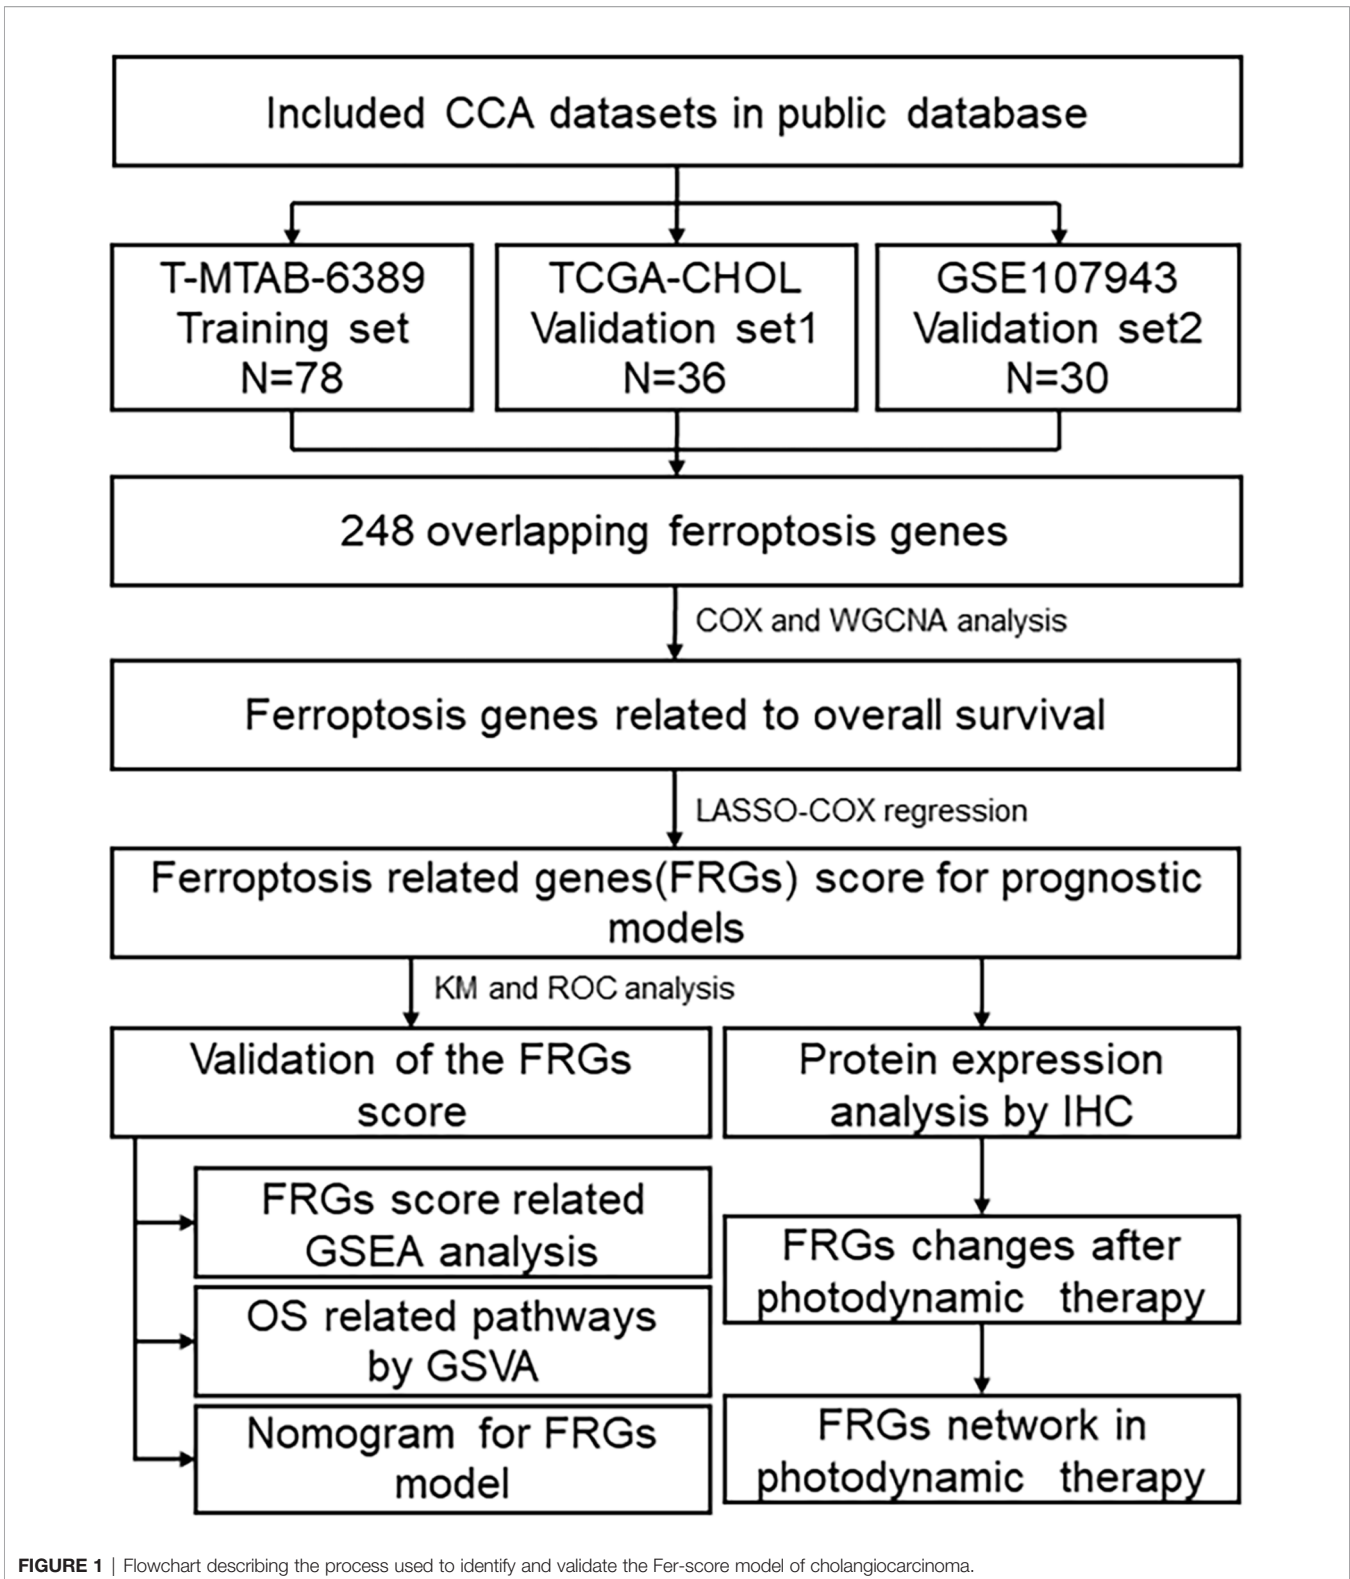 Included CCA datasets in public database
T-MTAB-6389
Training set
N=78
TCGA-CHOL
Validation set1
N=36
GSE107943
Validation set2
N=30
248 overlapping ferroptosis genes
COX and WGCNA analysis
Ferroptosis genes related to overall survival
LASSO-COX regression
Ferroptosis related genes(FRGs) score for prognostic
models
KM and ROC analysis
Validation of the FRGs
score
FRGs score related
GSEA analysis
OS related pathways
by GSVA
Nomogram for FRGs
model
Protein expression
analysis by IHC
FRGs changes after
photodynamic therapy
FRGs network in
photodynamic therapy
FIGURE 1 | Flowchart describing the process used to identify and validate the Fer-score model of cholangiocarcinoma.